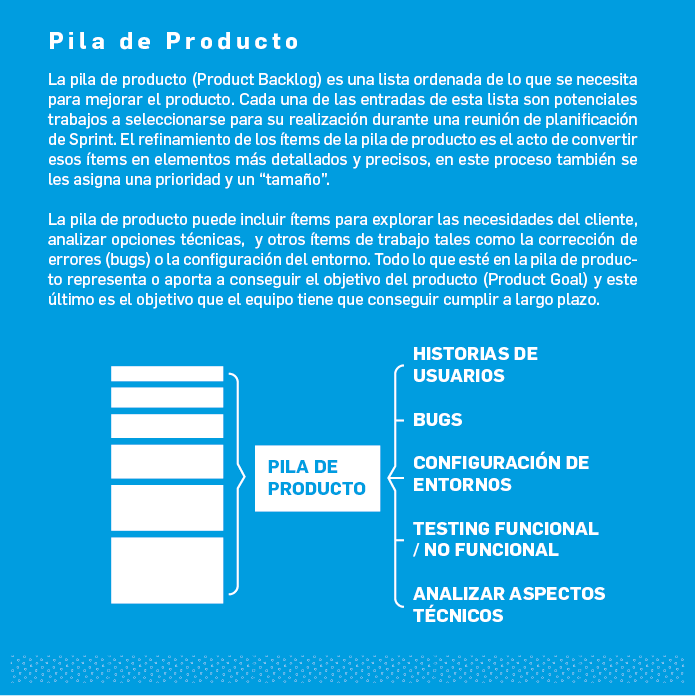 Pila de Producto
La pila de producto (Product Backlog) es una lista ordenada de lo que se necesita
para mejorar el producto. Cada una de las entradas de esta lista son potenciales
trabajos a seleccionarse para su realización durante una reunión de planificación
de Sprint. El refinamiento de los ítems de la pila de producto es el acto de convertir
esos ítems en elementos más detallados y precisos, en este proceso también se
les asigna una prioridad y un “tamaño”.
La pila de producto puede incluir ítems para explorar las necesidades del cliente,
analizar opciones técnicas,  y otros ítems de trabajo tales como la corrección de
errores (bugs) o la configuración del entorno. Todo lo que esté en la pila de produc-
to representa o aporta a conseguir el objetivo del producto (Product Goal) y este
último es el objetivo que el equipo tiene que conseguir cumplir a largo plazo.
PILA DE
PRODUCTO
HISTORIAS DE
USUARIOS
BUGS
CONFIGURACIÓN DE
ENTORNOS
TESTING FUNCIONAL
/ NO FUNCIONAL
ANALIZAR ASPECTOS
TÉCNICOS